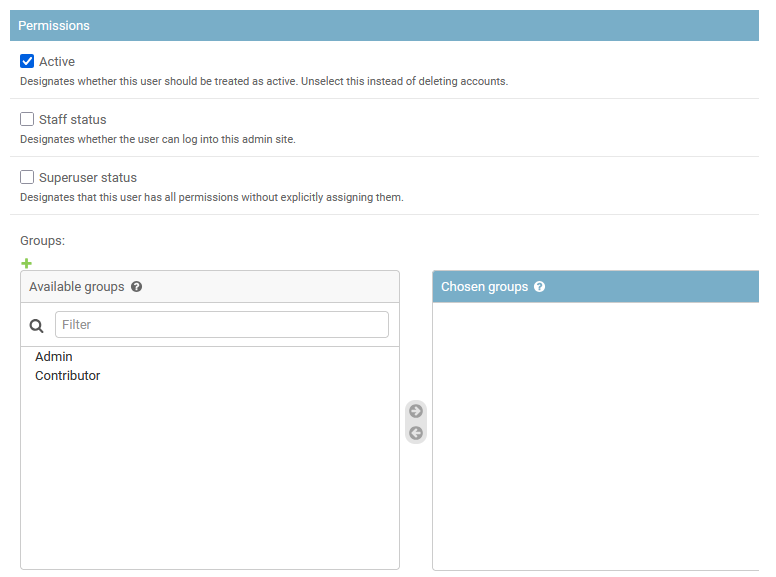 Permissions
Active
Designates whether this user should be treated as active. Unselect this instead of deleting accounts.
Staff status
Designates whether the user can log into this admin site.
Superuser status
Designates that this user has all permissions without explicitly assigning them.
Groups:
Available groups
Chosen groups
Filter
Admin
Contributor